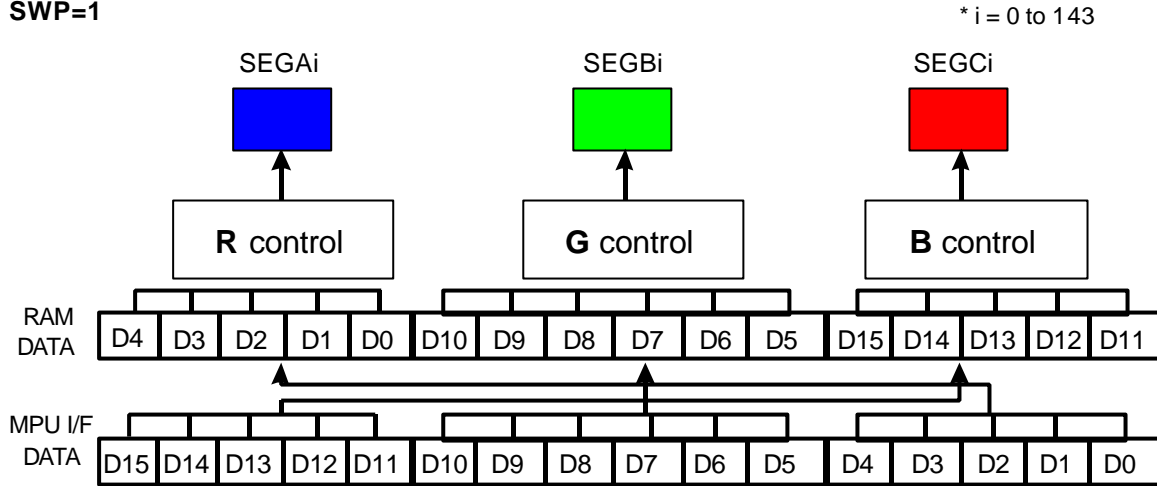 SWP=1
* i = 0 to 143
SEGAi SEGBi SEGCi
R control G control B control
RAM DATA
D4 D3 D2 D1 D0 D10 D9 D8 D7 D6 D5 D15 D14 D13 D12 D11
MPU I/F DATA
D15 D14 D13 D12 D11 D10 D9 D8 D7 D6 D5 D4 D3 D2 D1 D0